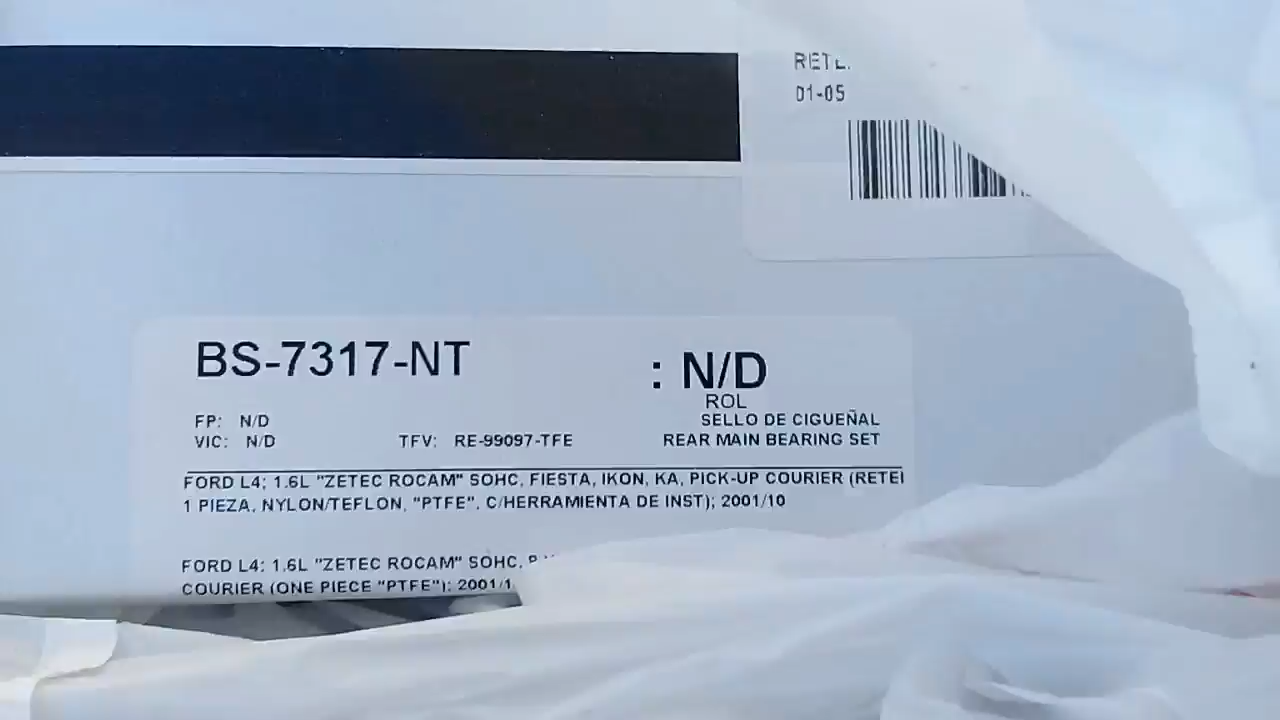 RETL.
01-05
BS-7317-NT
: N/D
ROL
FP: N/D
SELLO DE CIGUEÑAL
VIC: N/D TFV: RE-99097-TFE REAR MAIN BEARING SET
FORD L4; 1.6L "ZETEC ROCAM" SOHC, FIESTA, IKON, KA, PICK-UP COURIER (RETEI
1 PIEZA, NYLON/TEFLON, "PTFE", C/HERRAMIENTA DE INST); 2001/10
FORD L4; 1.6L "ZETEC ROCAM" SOHC,
COURIER (ONE PIECE "PTFE"); 2001/1